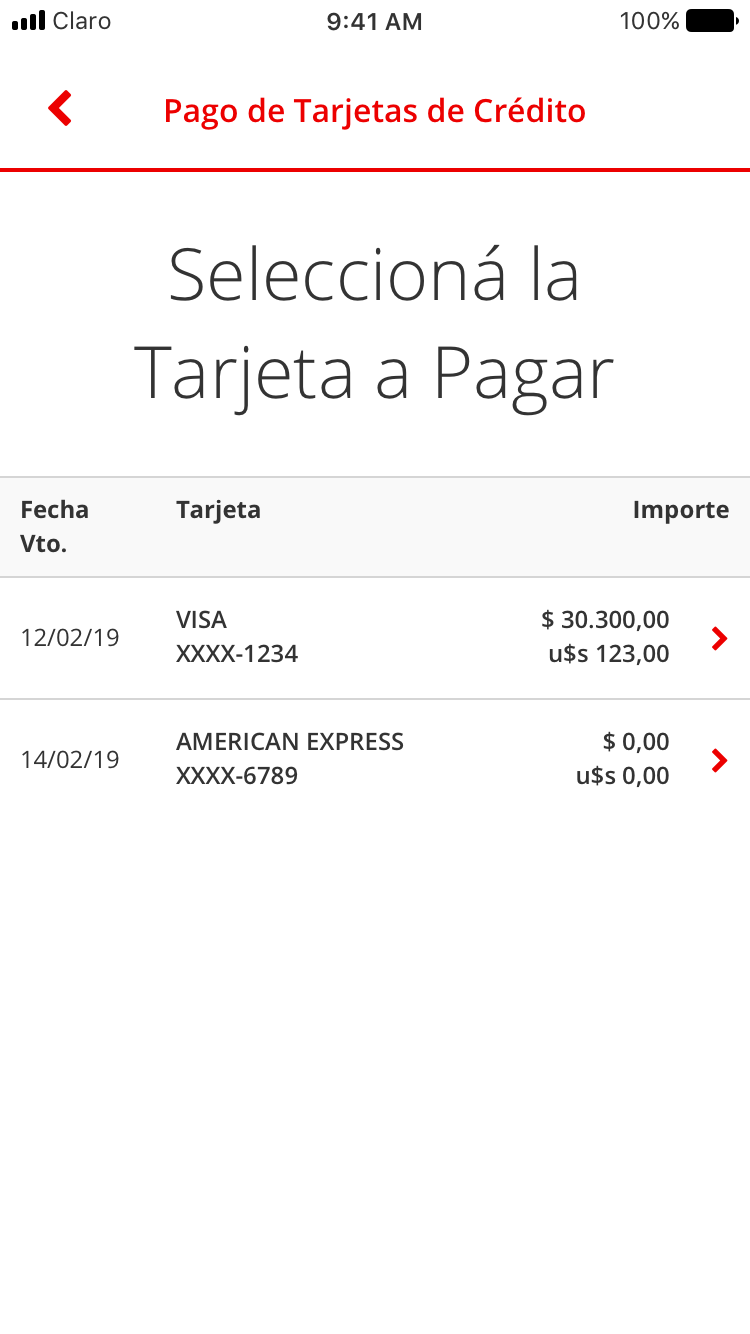 Claro 9:41 AM 100%
Pago de Tarjetas de Crédito
Seleccioná la
Tarjeta a Pagar
Fecha Tarjeta Importe
Vto.
VISA $ 30.300,00
12/02/19
XXXX-1234 u$s 123,00
AMERICAN EXPRESS $ 0,00
14/02/19
XXXX-6789 u$s 0,00